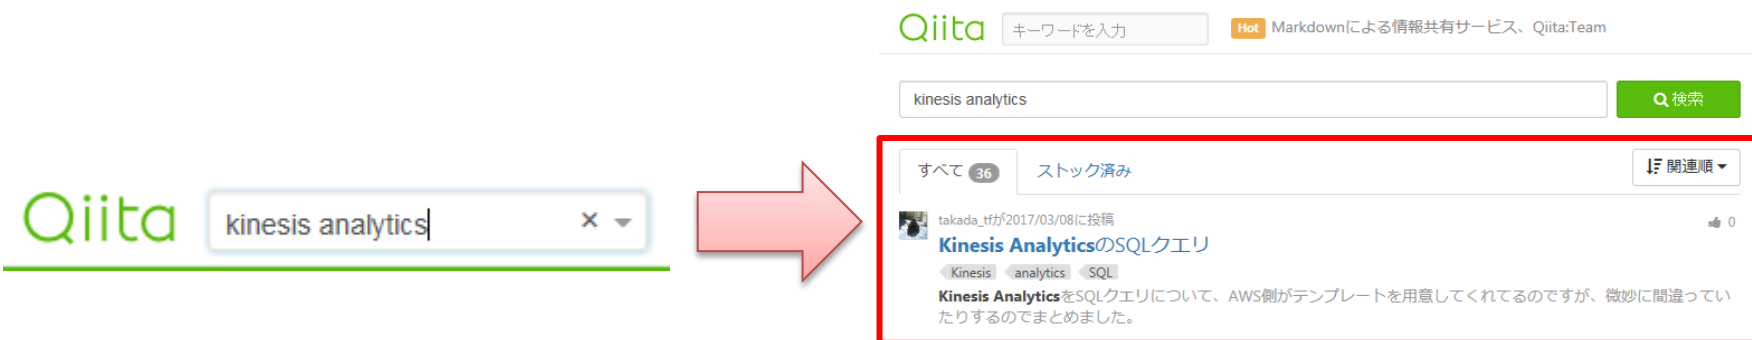 Qiita
kinesis analytics
Qiita キーワードを入力 Hot Markdownによる情報共有サービス、Qiita:Team
kinesis analytics 検索
すべて 36 ストック済み 関連順
takada_tfが2017/03/08に投稿 0
Kinesis AnalyticsのSQLクエリ
Kinesis analytics SQL
Kinesis AnalyticsをSQLクエリについて、AWS側がテンプレートを用意してくれてるのですが、微妙に間違ってい
たりするのでまとめました。